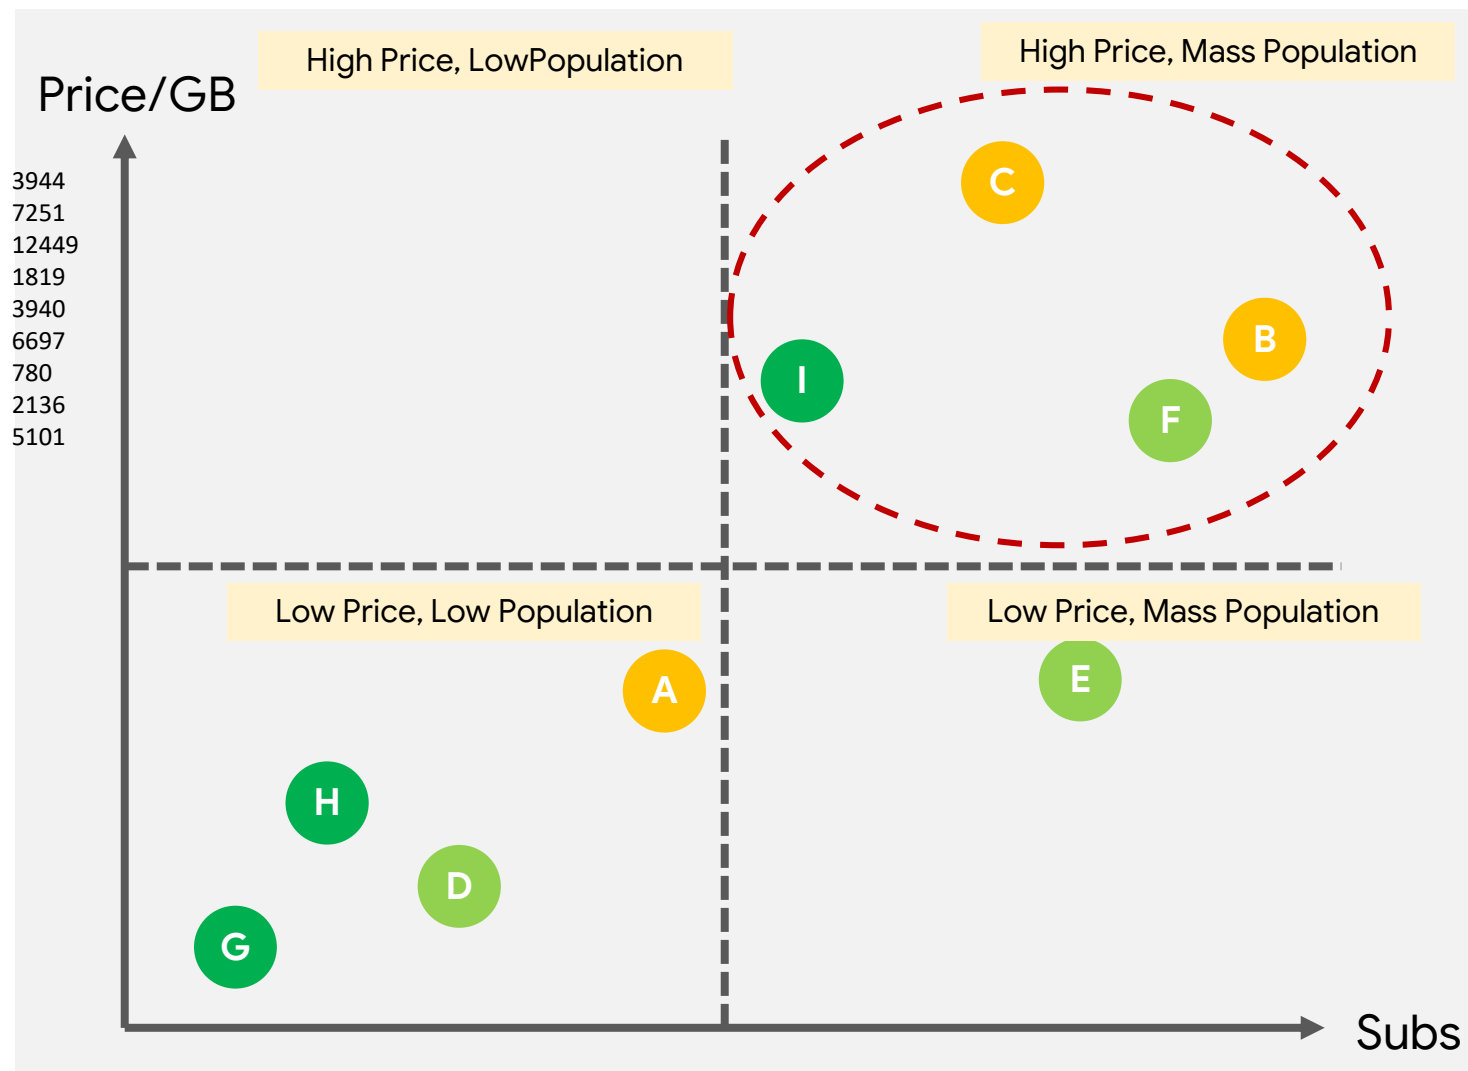 High Price, LowPopulation
High Price, Mass Population
Price/GB
3944
7251
12449
1819
3940
6697
780
2136
5101
C
B
I
F
Low Price, Low Population
Low Price, Mass Population
A
E
H
D
G
Subs